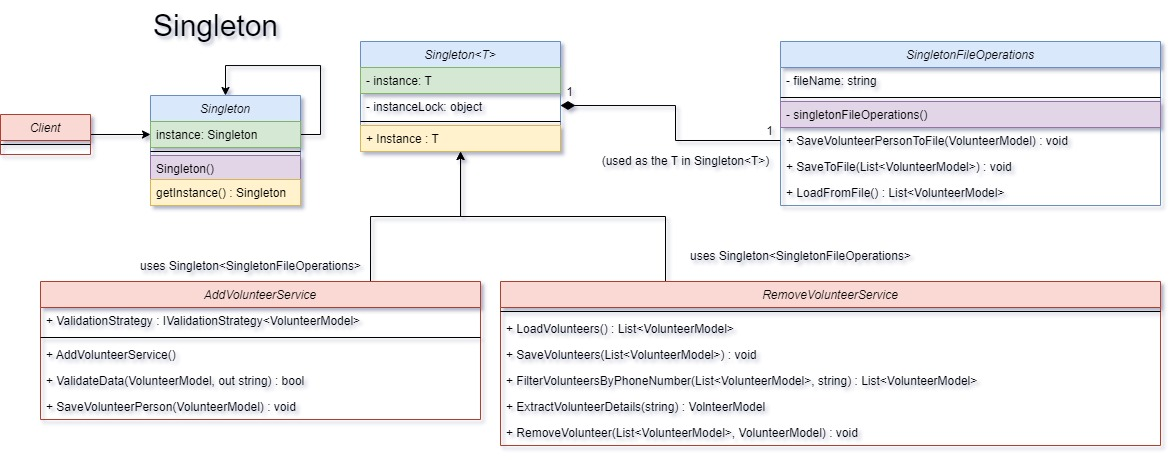 Singleton
Client
Singleton
instance: Singleton
Singleton()
getInstance() : Singleton
Singleton<T>
- instance: T
- instanceLock: object
+ Instance : T
1
1
(used as the T in Singleton<T>)
SingletonFileOperations
- fileName: string
- singletonFileOperations()
+ SaveVolunteerPersonToFile(VolunteerModel) : void
+ SaveToFile(List<VolunteerModel>) : void
+ LoadFromFile() : List<VolunteerModel>
uses Singleton<SingletonFileOperations>
uses Singleton<SingletonFileOperations>
AddVolunteerService
+ ValidationStrategy : IValidationStrategy<VolunteerModel>
+ AddVolunteerService()
+ ValidateData(VolunteerModel, out string) : bool
+ SaveVolunteerPerson(VolunteerModel) : void
RemoveVolunteerService
+ LoadVolunteers() : List<VolunteerModel>
+ SaveVolunteers(List<VolunteerModel>) : void
+ FilterVolunteersByPhoneNumber(List<VolunteerModel>, string) : List<VolunteerModel>
+ ExtractVolunteerDetails(string) : VolnteerModel
+ RemoveVolunteer(List<VolunteerModel>, VolunteerModel) : void